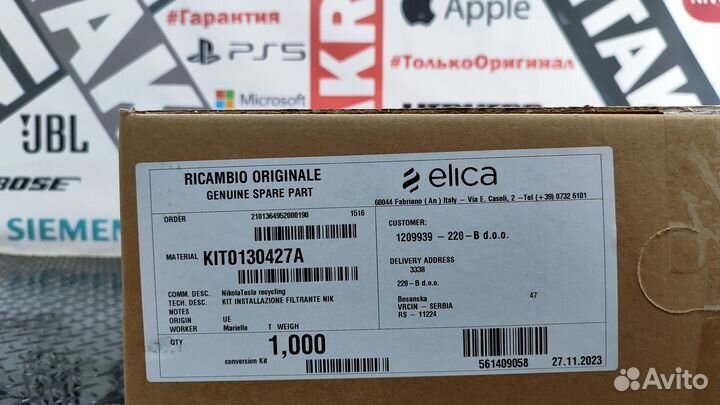 #Гарантия
PS5
#ТолькоОригинал
Microsoft
JBL
BOSE
SIEMENS
RICAMBIO ORIGINALE
GENUINE SPARE PART
elica
60044 Fabriano ( An ) Italy – Via E. Casoli, 2 –Tel (+39) 0732 6101
ORDER 2101364952000190 1516
MATERIAL KIT0130427A
CUSTOMER:
1209939 - 220-B d.o.o.
DELIVERY ADDRESS
3338
220-B d.o.o.
Bosanska 47
VRCIN - SERBIA
RS - 11224
COMM. DESC. NikolaTesla recycling
TECH. DESC. KIT INSTALLAZIONE FILTRANTE NIK
NOTES
ORIGIN UE
WORKER Mariella T WEIGH
QTY 1,000
conversion Kit
561409058
27.11.2023
Avito